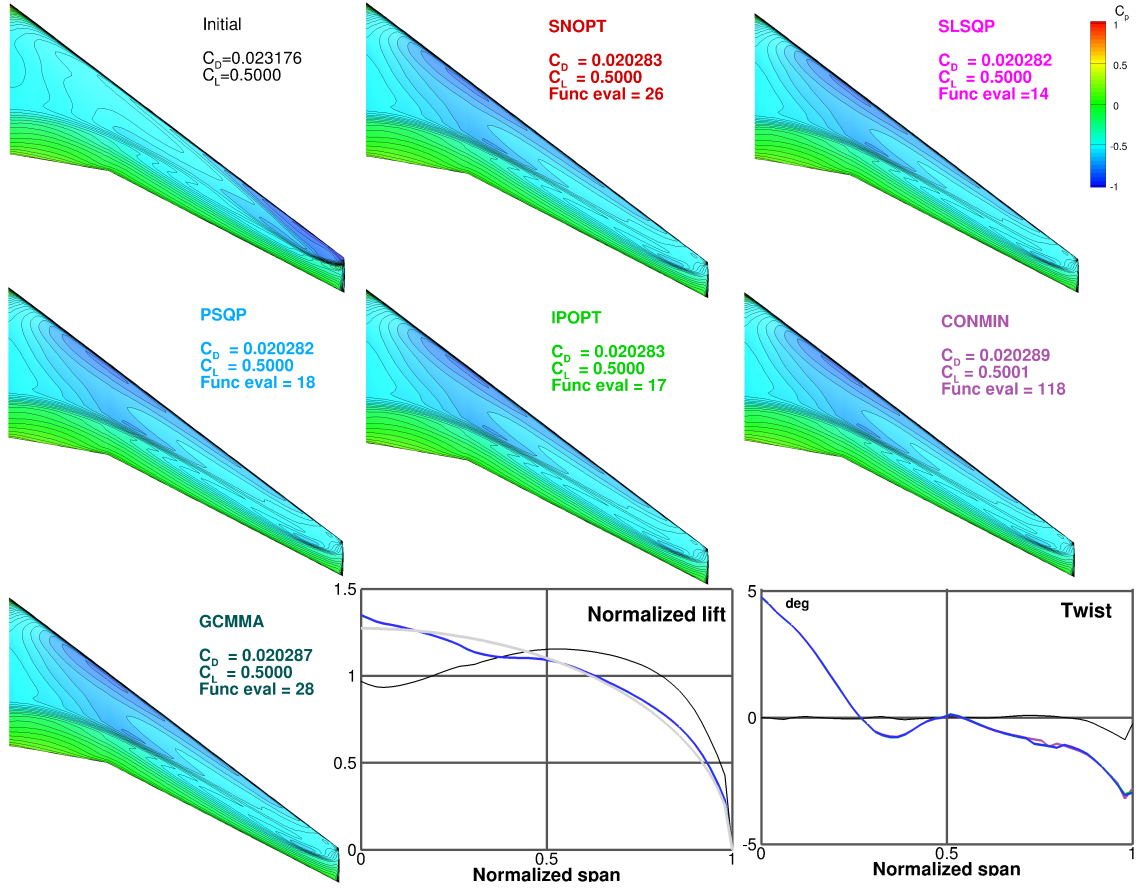 Initial
C_D=0.023176
C_L=0.5000
SNOPT
C_D = 0.020283
C_L = 0.5000
Func eval = 26
SLSQP
C_D = 0.020282
C_L = 0.5000
Func eval =14
C_p
1
0.5
0
-0.5
-1
PSQP
C_D = 0.020282
C_L = 0.5000
Func eval = 18
IPOPT
C_D = 0.020283
C_L = 0.5000
Func eval = 17
CONMIN
C_D = 0.020289
C_L = 0.5001
Func eval = 118
GCMMA
C_D = 0.020287
C_L = 0.5000
Func eval = 28
Normalized lift
1.5
1
0.5
0
0 0.5 1
Normalized span
Twist
deg
5
0
-5
0 0.5 1
Normalized span